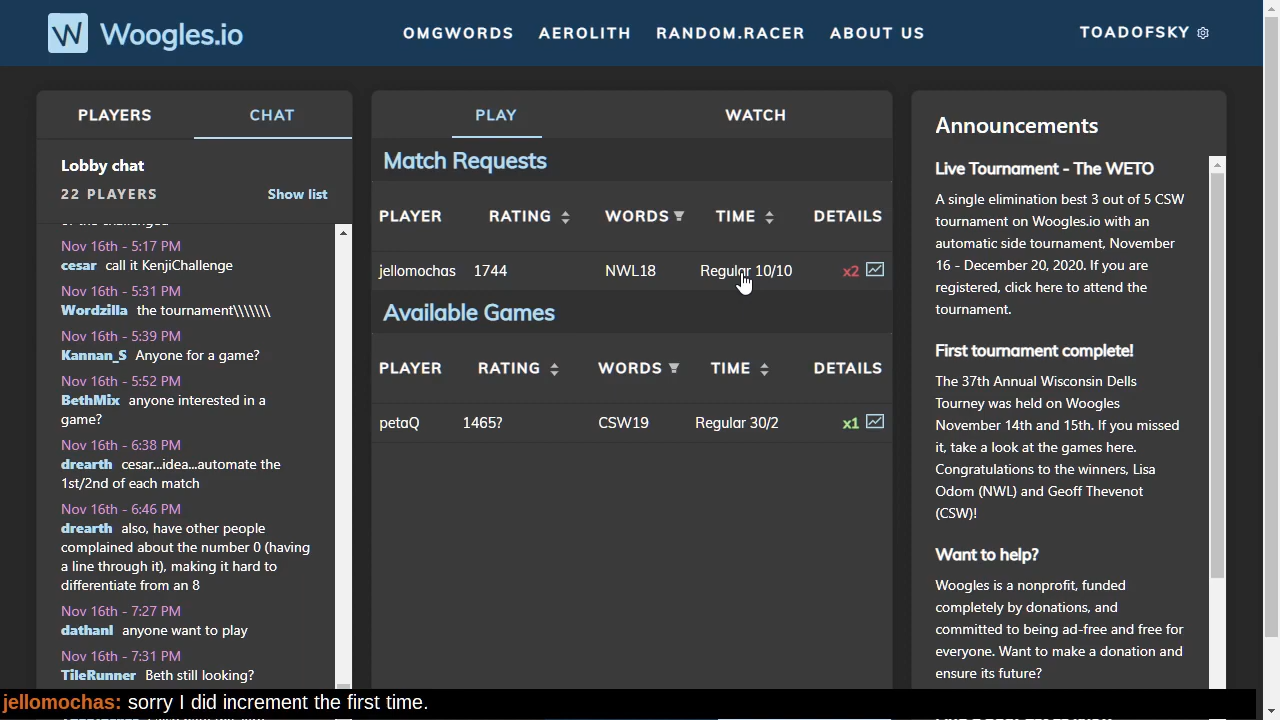 W Woogles.io
OMGWORDS AEROLITH RANDOM.RACER ABOUT US
TOADOFSKY
PLAYERS CHAT
Lobby chat
22 PLAYERS Show list
Nov 16th - 5:17 PM
cesar call it KenjiChallenge
Nov 16th - 5:31 PM
Wordzilla the tournament\\\\\\\
Nov 16th - 5:39 PM
Kannan_S Anyone for a game?
Nov 16th - 5:52 PM
BethMix anyone interested in a
game?
Nov 16th - 6:38 PM
drearth cesar...idea...automate the
1st/2nd of each match
Nov 16th - 6:46 PM
drearth also, have other people
complained about the number 0 (having
a line through it), making it hard to
differentiate from an 8
Nov 16th - 7:27 PM
dathanl anyone want to play
Nov 16th - 7:31 PM
TileRunner Beth still looking?
PLAY WATCH
Match Requests
PLAYER RATING WORDS TIME DETAILS
jellomochas 1744 NWL18 Regular 10/10 x2
Available Games
PLAYER RATING WORDS TIME DETAILS
petaQ 1465? CSW19 Regular 30/2 x1
Announcements
Live Tournament - The WETO
A single elimination best 3 out of 5 CSW
tournament on Woogles.io with an
automatic side tournament, November
16 - December 20, 2020. If you are
registered, click here to attend the
tournament.
First tournament complete!
The 37th Annual Wisconsin Dells
Tourney was held on Woogles
November 14th and 15th. If you missed
it, take a look at the games here.
Congratulations to the winners, Lisa
Odom (NWL) and Geoff Thevenot
(CSW)!
Want to help?
Woogles is a nonprofit, funded
completely by donations, and
committed to being ad-free and free for
everyone. Want to make a donation and
ensure its future?
jellomochas: sorry I did increment the first time.